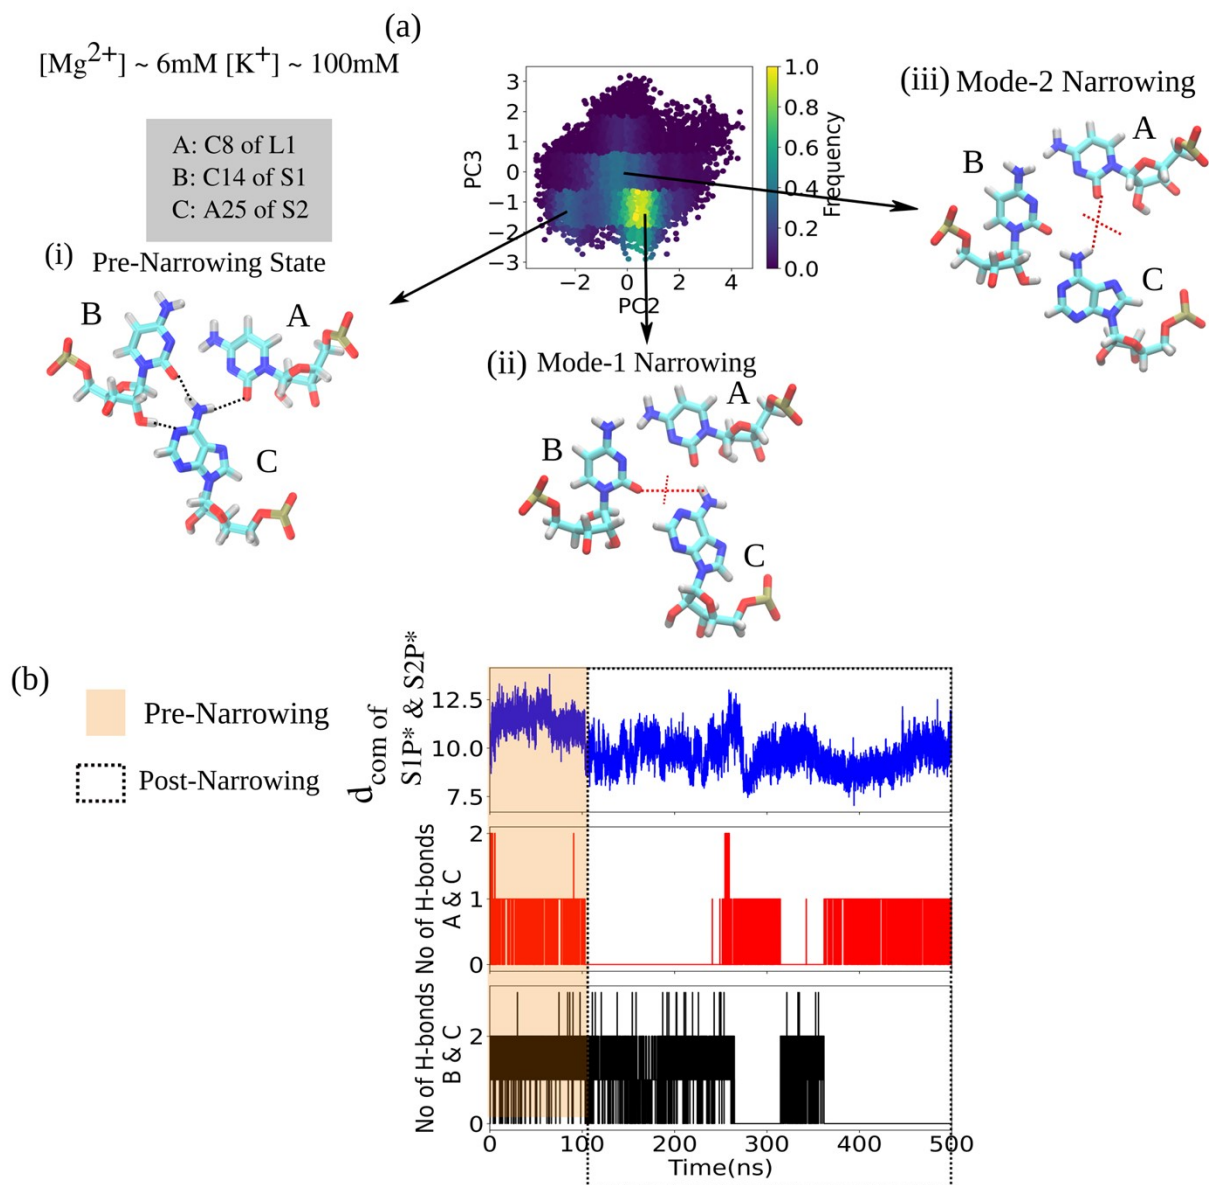 (a)
[Mg2+] ~ 6mM [K+] ~ 100mM
A: C8 of L1
B: C14 of S1
C: A25 of S2
3
2
1
0
−1
−2
−3
PC3
−2
0
2
4
PC2
1.0
0.8
0.6
0.4
0.2
0.0
Frequency
(iii) Mode-2 Narrowing
A
B
C
(i) Pre-Narrowing State
B
A
C
(ii) Mode-1 Narrowing
A
B
C
(b)
Pre-Narrowing
Post-Narrowing
dcom of
S1P* & S2P*
12.5
10.0
7.5
No of H-bonds
A & C
2
1
0
No of H-bonds
B & C
2
0
0
100
200
300
400
500
Time(ns)